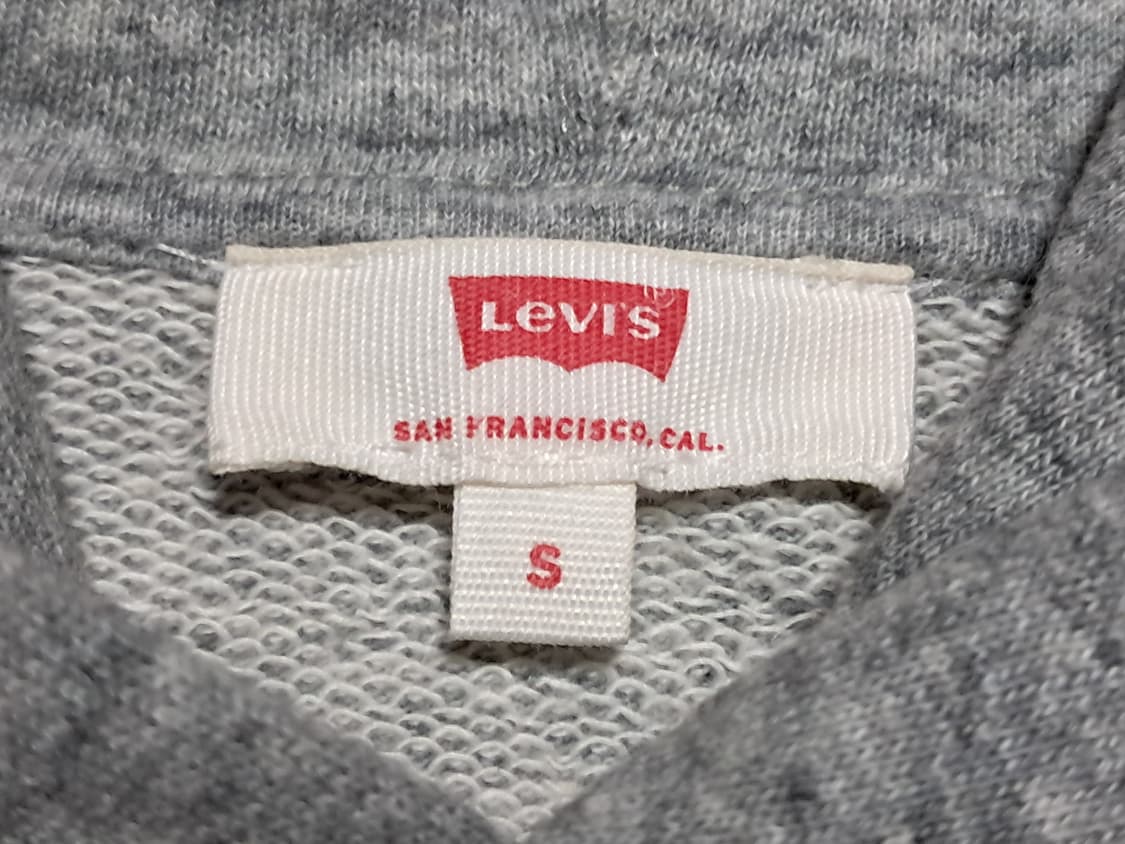 Levi's®
SAN FRANCISCO, CAL.
S